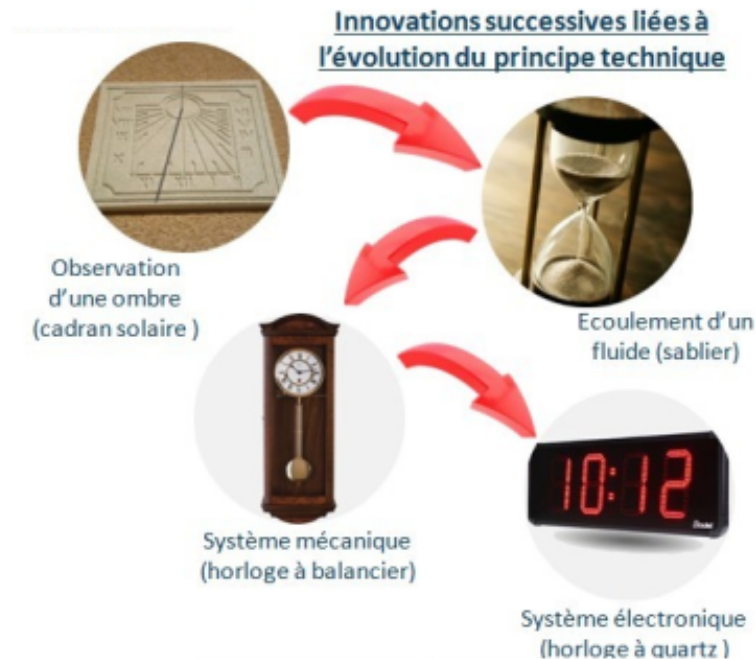 Innovations successives liées à
l'évolution du principe technique
Observation
d'une ombre
(cadran solaire )
Ecoulement d'un
fluide (sablier)
Système mécanique
(horloge à balancier)
10:12
Système électronique
(horloge à quartz )